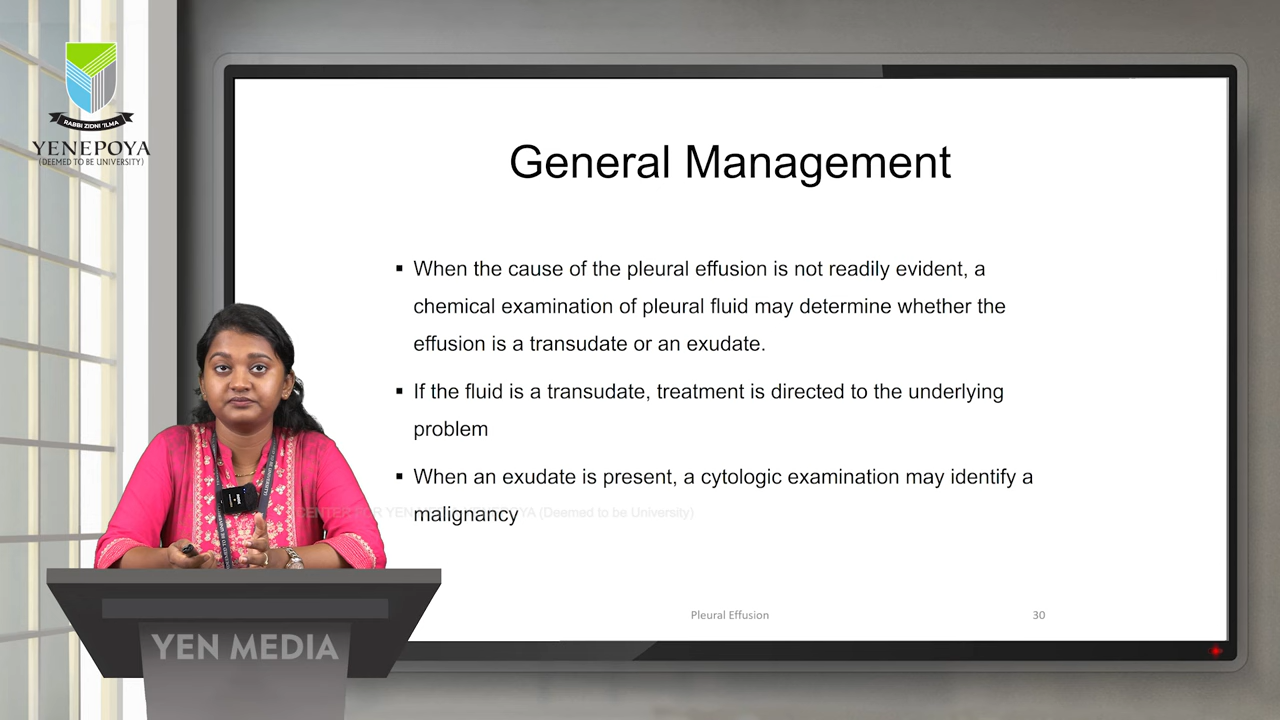 RABBI ZIDNI 'ILMA
YENEPOYA
(DEEMED TO BE UNIVERSITY)
General Management
▪ When the cause of the pleural effusion is not readily evident, a
chemical examination of pleural fluid may determine whether the
effusion is a transudate or an exudate.
▪ If the fluid is a transudate, treatment is directed to the underlying
problem
▪ When an exudate is present, a cytologic examination may identify a
malignancy
CENTER YEN YA (Deemed to be University)
Pleural Effusion
30
YEN MEDIA